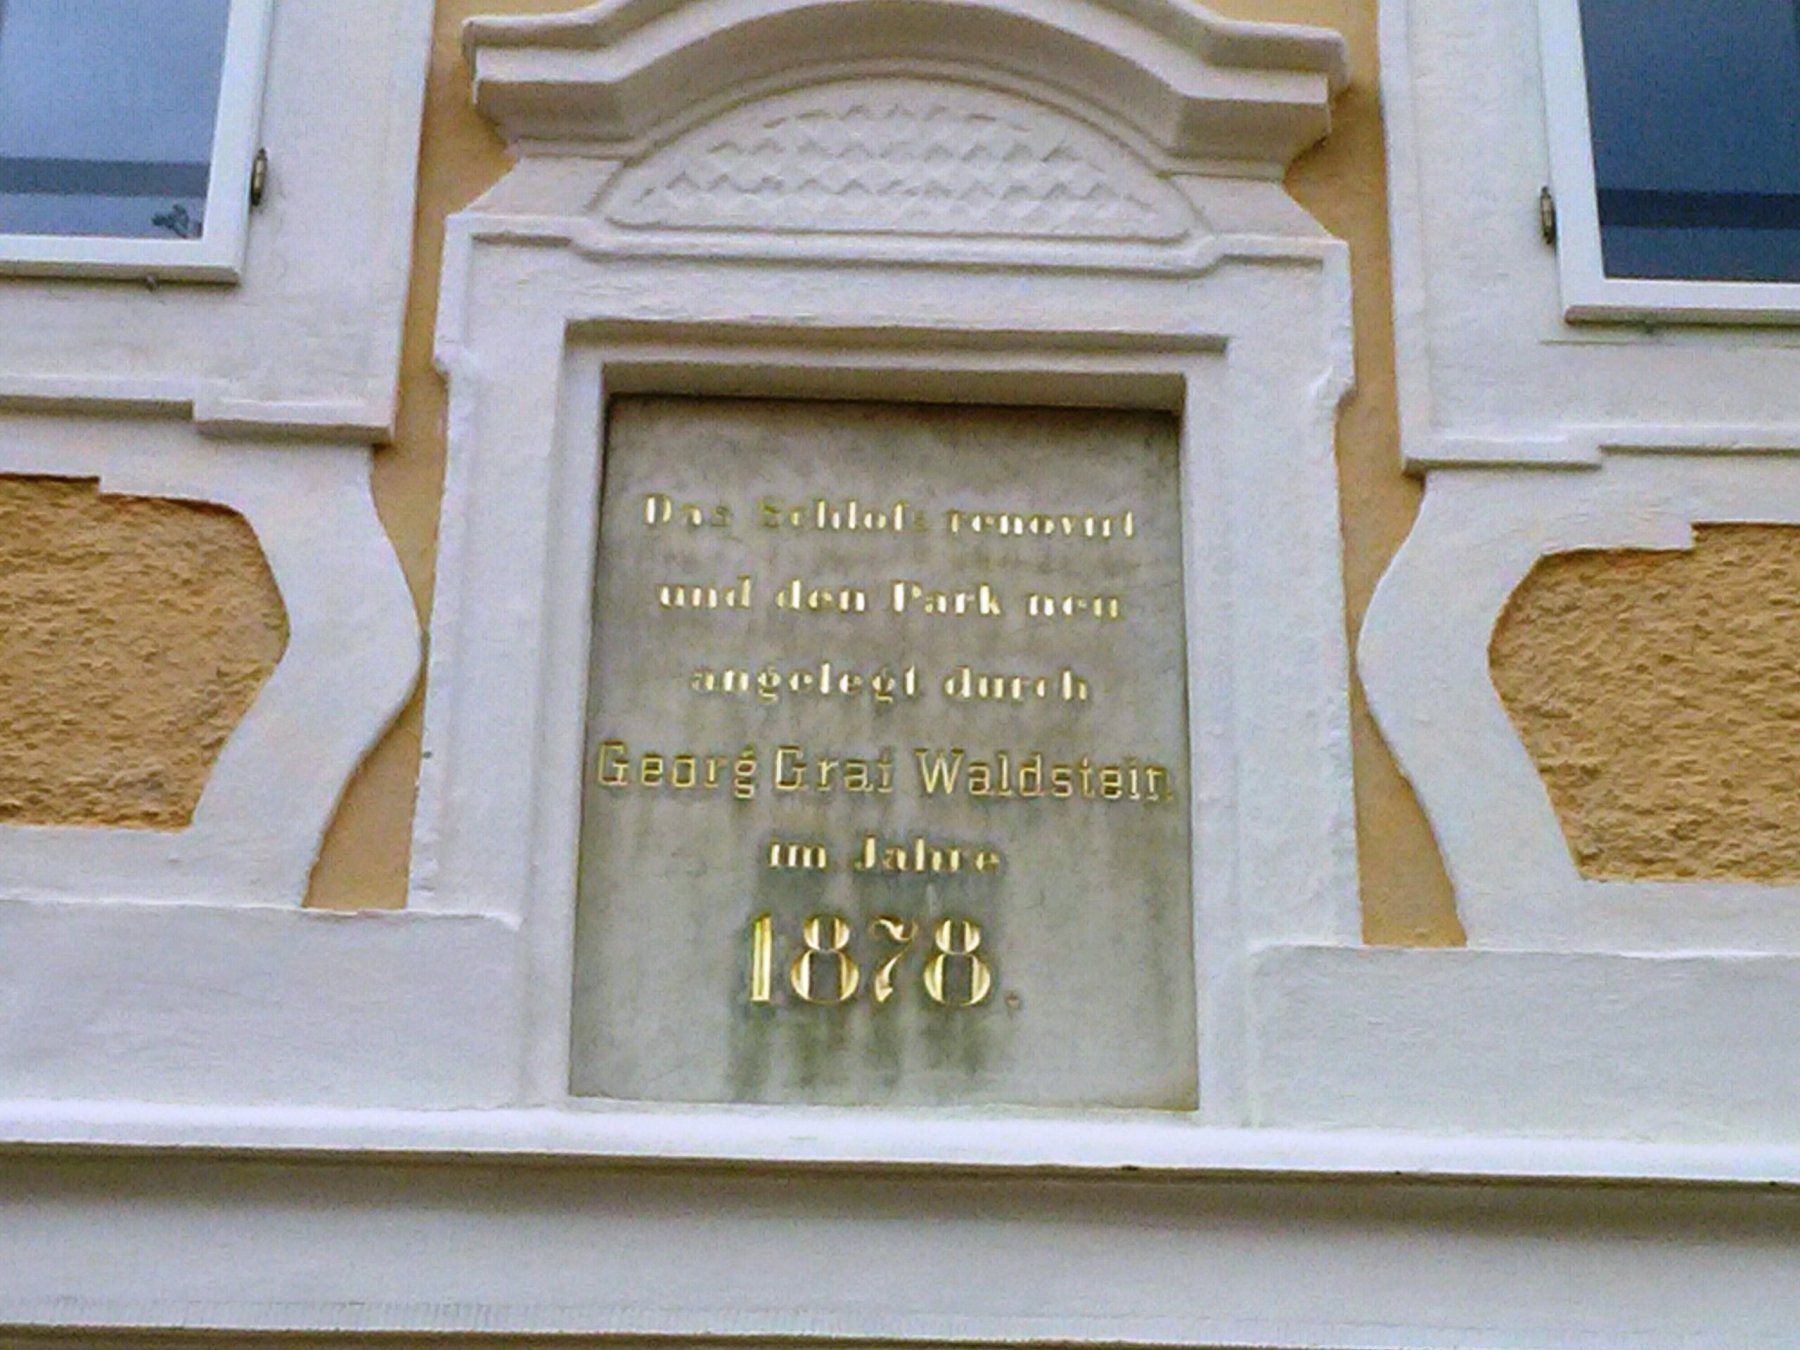 Das Schloſs renovirt
und den Park neu
angelegt durch
Georg Graf Waldstein
im Jahre
1878.